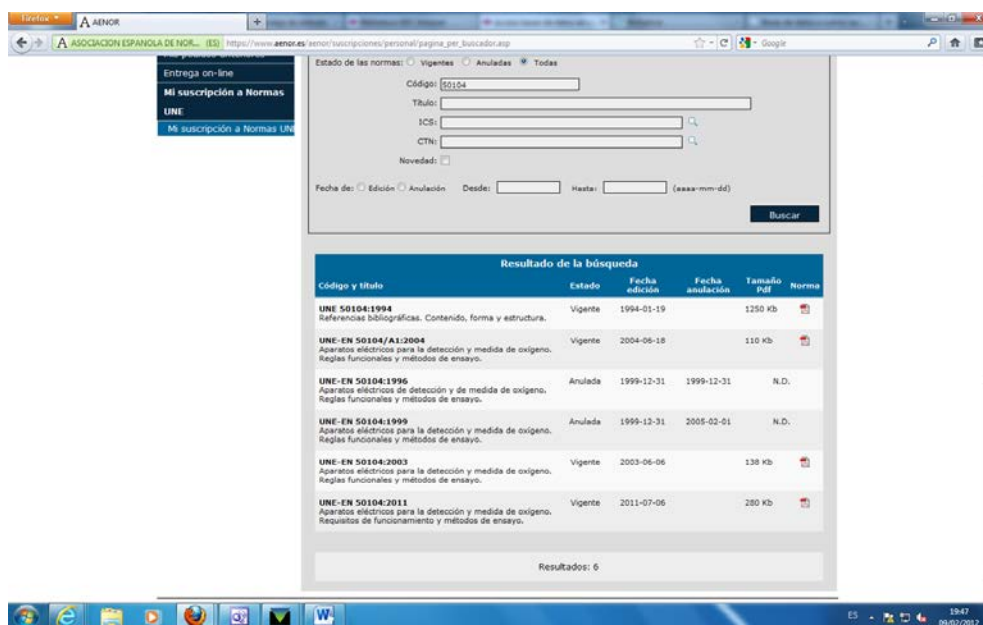 Firefox
AENOR
ASOCIACION ESPAÑOLA DE NOR... (ES) https://www.aenor.es/aenor/suscripciones/personal/pagina_per_buscador.asp
Google
Entrega on-line
Mi suscripción a Normas
UNE
Mi suscripción a Normas UNE
Estado de las normas: Vigentes Anuladas Todas
Código: 50104
Título:
ICS:
CTN:
Novedad:
Fecha de: Edición Anulación Desde: Hasta: (aaaa-mm-dd)
Buscar
Resultado de la búsqueda
Código y título Estado Fecha edición Fecha anulación Tamaño Pdf Norma
UNE 50104:1994 Vigente 1994-01-19 1250 Kb
Referencias bibliográficas. Contenido, forma y estructura.
UNE-EN 50104/A1:2004 Vigente 2004-06-18 110 Kb
Aparatos eléctricos para la detección y medida de oxígeno.
Reglas funcionales y métodos de ensayo.
UNE-EN 50104:1996 Anulada 1999-12-31 1999-12-31 N.D.
Aparatos eléctricos de detección y de medida de oxígeno.
Reglas funcionales y métodos de ensayo.
UNE-EN 50104:1999 Anulada 1999-12-31 2005-02-01 N.D.
Aparatos eléctricos para la detección y medida de oxígeno.
Reglas funcionales y métodos de ensayo.
UNE-EN 50104:2003 Vigente 2003-06-06 138 Kb
Aparatos eléctricos para la detección y medida de oxígeno.
Reglas funcionales y métodos de ensayo.
UNE-EN 50104:2011 Vigente 2011-07-06 280 Kb
Aparatos eléctricos para la detección y medida de oxígeno.
Requisitos de funcionamiento y métodos de ensayo.
Resultados: 6
ES
19:47
09/02/2012